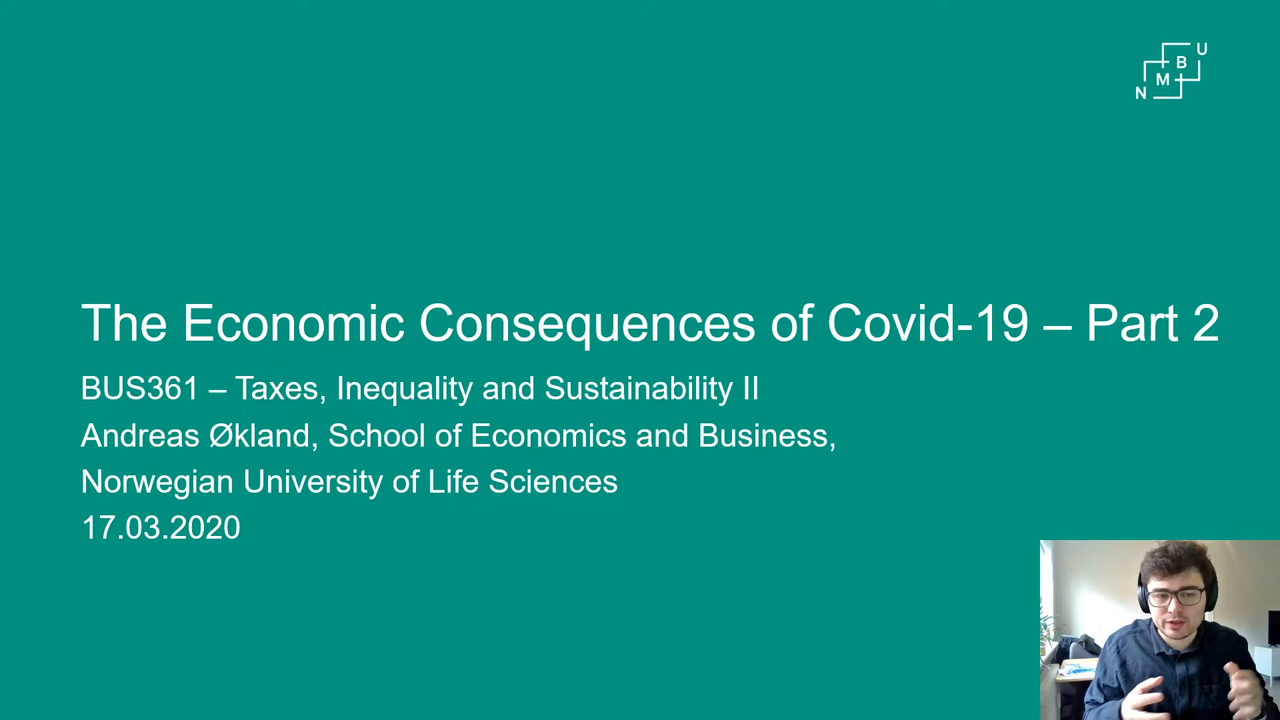 N M B U
The Economic Consequences of Covid-19 – Part 2
BUS361 – Taxes, Inequality and Sustainability II
Andreas Økland, School of Economics and Business,
Norwegian University of Life Sciences
17.03.2020